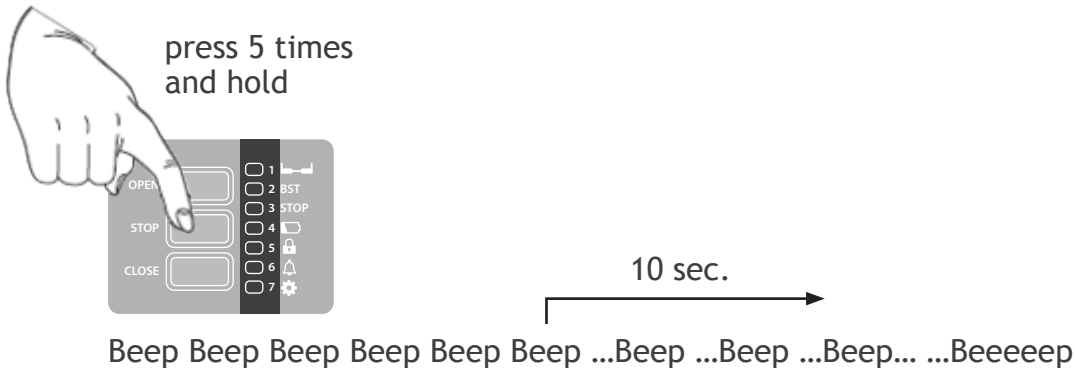 press 5 times
and hold
OPEN
STOP
CLOSE
1
2 BST
3 STOP
4
5
6
7
10 sec.
Beep Beep Beep Beep Beep Beep ...Beep ...Beep ...Beep... ...Beeeeep